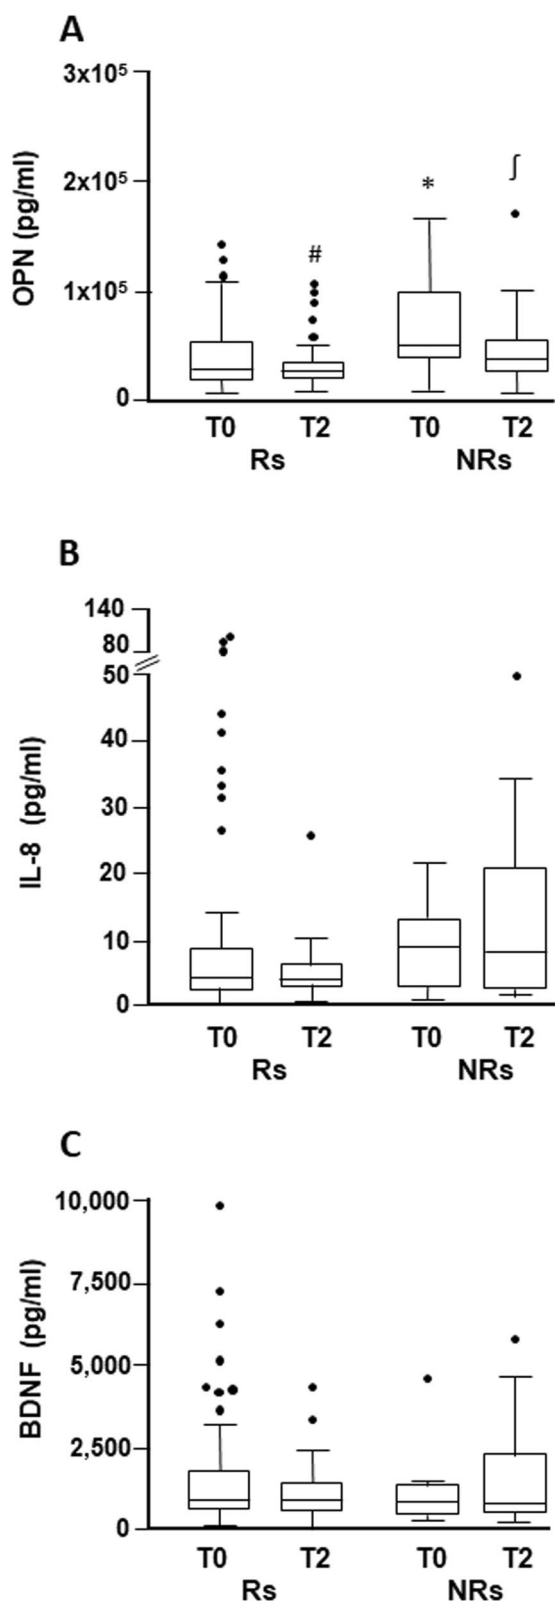 A
3x10⁵
2x10⁵
1x10⁵
0
OPN (pg/ml)
#
*
∫
T0 T2 T0 T2
Rs NRs
B
140
80
50
40
30
20
10
0
IL-8 (pg/ml)
T0 T2 T0 T2
Rs NRs
C
10,000
7,500
5,000
2,500
0
BDNF (pg/ml)
T0 T2 T0 T2
Rs NRs